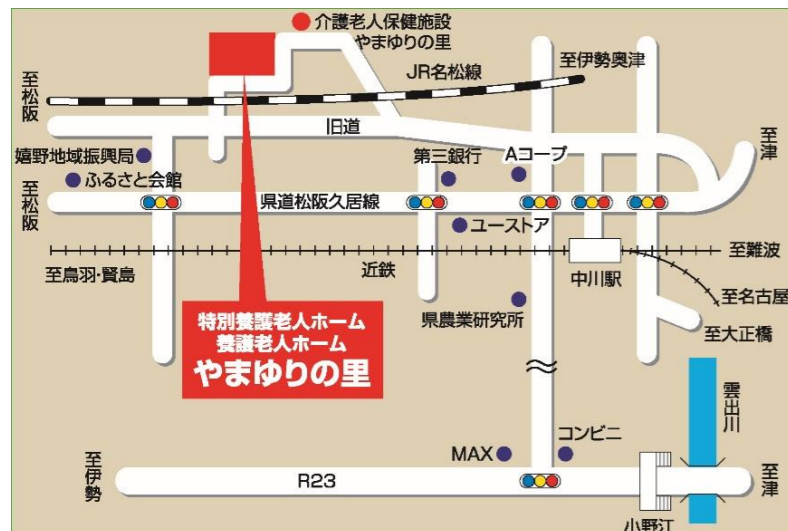 介護老人保健施設
やまゆりの里
至伊勢奥津
JR名松線
至松阪
旧道
至津
嬉野地域振興局
第三銀行
Aコープ
ふるさと会館
至松阪
県道松阪久居線
ユーストア
至鳥羽・賢島
近鉄
中川駅
至難波
至名古屋
県農業研究所
至大正橋
特別養護老人ホーム
養護老人ホーム
やまゆりの里
雲出川
コンビニ
MAX
至伊勢
R23
至津
小野江